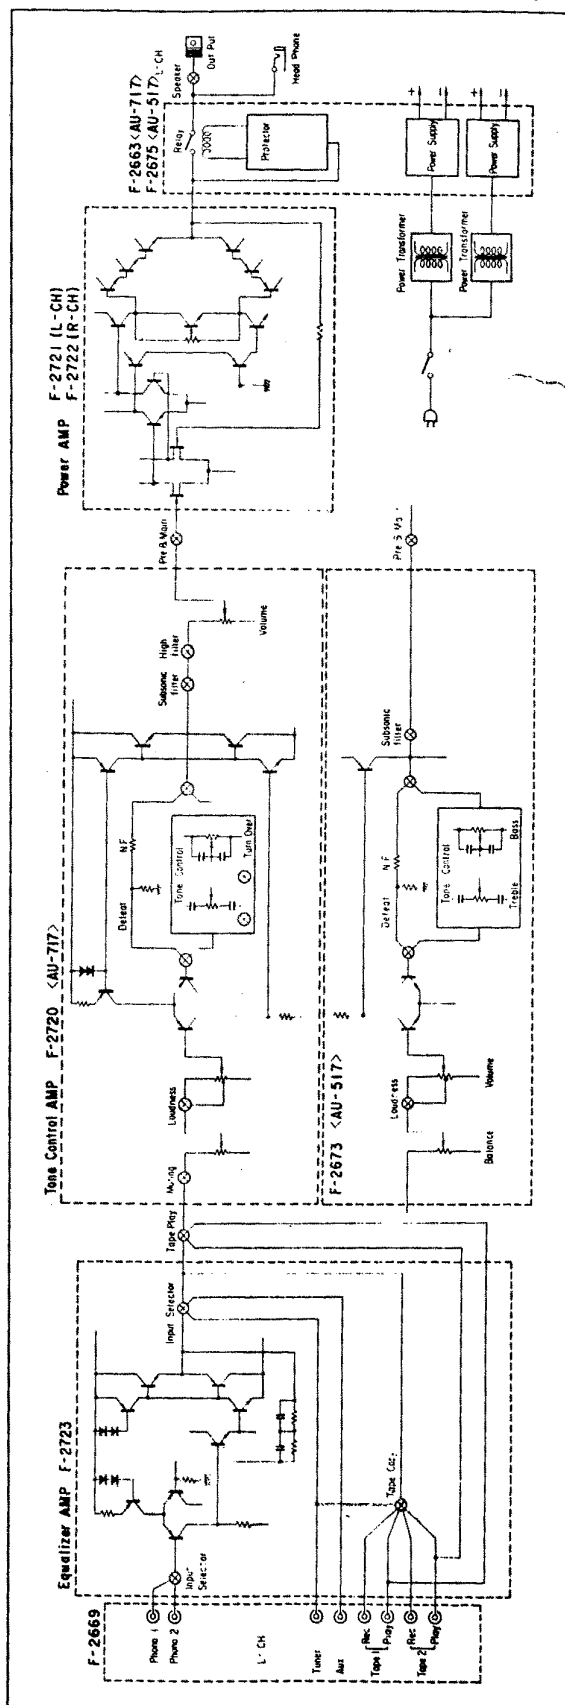 F-2669
Phono 1
Phono 2
L-CH
Tuner
Aux
Rec
Tape 1
Play
Rec
Tape 2
Play
Equalizer AMP F-2723
Input
Selector
Input Selector
Tape Copy
Tape Play
Tone Control AMP F-2720 <AU-717>
Muting
Loudness
Defeat
N.F
Tone Control
Turn Over
Subsonic
filter
High
filter
Volume
F-2673 <AU-517>
Balance
Loudness
Volume
Defeat
N F
Tone Control
Treble
Bass
Subsonic
filter
Pre & Main
Pre & Main
Power AMP
F-2721 (L-CH)
F-2722 (R-CH)
F-2663 <AU-717>
F-2675 <AU-517>
L-CH
Relay
Protector
Speaker
Out Put
Head Phone
Power Transformer
Power Transformer
Power Supply
Power Supply
+
−
+
−